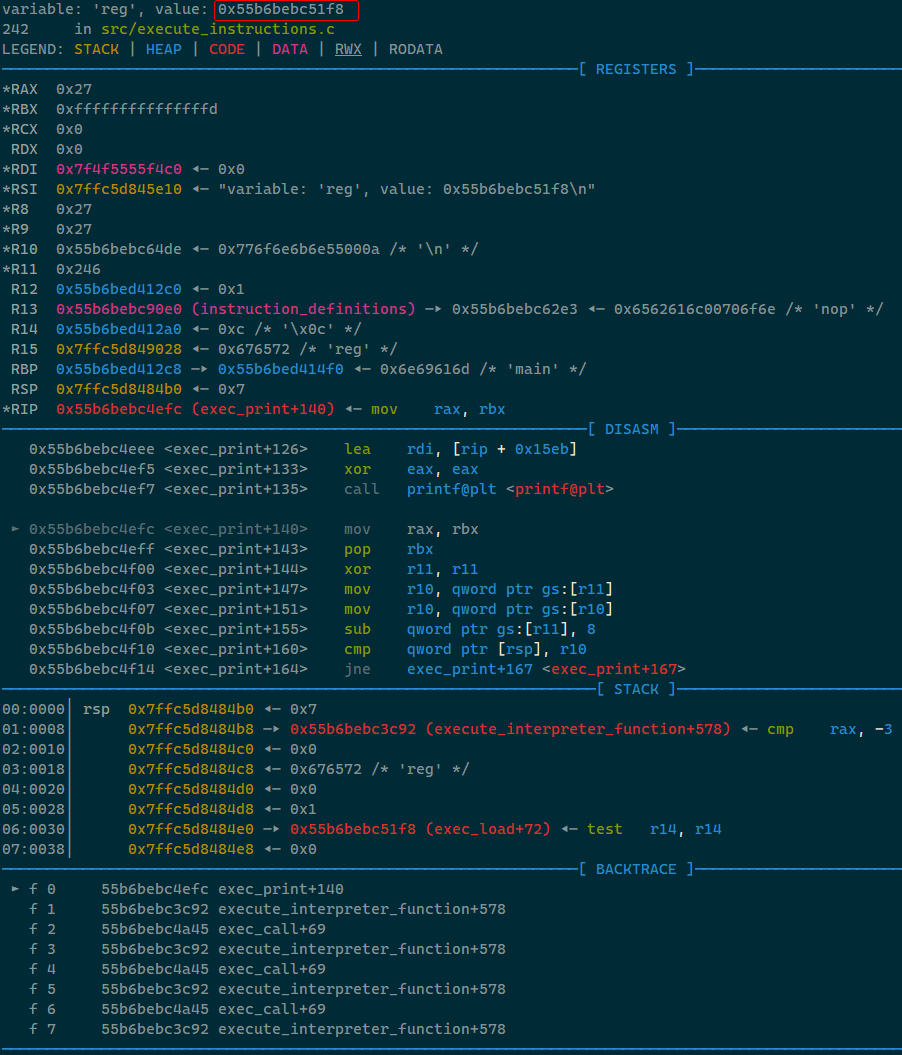 variable: 'reg', value: 0x55b6bebc51f8
242 in src/execute_instructions.c
LEGEND: STACK | HEAP | CODE | DATA | RWX | RODATA
[ REGISTERS ]
*RAX 0x27
*RBX 0xfffffffffffffffd
*RCX 0x0
RDX 0x0
*RDI 0x7f4f5555f4c0 ◂— 0x0
*RSI 0x7ffc5d845e10 ◂— "variable: 'reg', value: 0x55b6bebc51f8\n"
*R8 0x27
*R9 0x27
*R10 0x55b6bebc64de ◂— 0x776f6e6b6e55000a /* '\n' */
*R11 0x246
R12 0x55b6bed412c0 ◂— 0x1
R13 0x55b6bebc90e0 (instruction_definitions) —▸ 0x55b6bebc62e3 ◂— 0x6562616c00706f6e /* 'nop' */
R14 0x55b6bed412a0 ◂— 0xc /* '\x0c' */
R15 0x7ffc5d849028 ◂— 0x676572 /* 'reg' */
RBP 0x55b6bed412c8 —▸ 0x55b6bed414f0 ◂— 0x6e69616d /* 'main' */
RSP 0x7ffc5d8484b0 ◂— 0x7
*RIP 0x55b6bebc4efc (exec_print+140) ◂— mov rax, rbx
[ DISASM ]
0x55b6bebc4eee <exec_print+126> lea rdi, [rip + 0x15eb]
0x55b6bebc4ef5 <exec_print+133> xor eax, eax
0x55b6bebc4ef7 <exec_print+135> call printf@plt <printf@plt>
► 0x55b6bebc4efc <exec_print+140> mov rax, rbx
0x55b6bebc4eff <exec_print+143> pop rbx
0x55b6bebc4f00 <exec_print+144> xor r11, r11
0x55b6bebc4f03 <exec_print+147> mov r10, qword ptr gs:[r11]
0x55b6bebc4f07 <exec_print+151> mov r10, qword ptr gs:[r10]
0x55b6bebc4f0b <exec_print+155> sub qword ptr gs:[r11], 8
0x55b6bebc4f10 <exec_print+160> cmp qword ptr [rsp], r10
0x55b6bebc4f14 <exec_print+164> jne exec_print+167 <exec_print+167>
[ STACK ]
00:0000│ rsp 0x7ffc5d8484b0 ◂— 0x7
01:0008│ 0x7ffc5d8484b8 —▸ 0x55b6bebc3c92 (execute_interpreter_function+578) ◂— cmp rax, -3
02:0010│ 0x7ffc5d8484c0 ◂— 0x0
03:0018│ 0x7ffc5d8484c8 ◂— 0x676572 /* 'reg' */
04:0020│ 0x7ffc5d8484d0 ◂— 0x0
05:0028│ 0x7ffc5d8484d8 ◂— 0x1
06:0030│ 0x7ffc5d8484e0 —▸ 0x55b6bebc51f8 (exec_load+72) ◂— test r14, r14
07:0038│ 0x7ffc5d8484e8 ◂— 0x0
[ BACKTRACE ]
► f 0 55b6bebc4efc exec_print+140
f 1 55b6bebc3c92 execute_interpreter_function+578
f 2 55b6bebc4a45 exec_call+69
f 3 55b6bebc3c92 execute_interpreter_function+578
f 4 55b6bebc4a45 exec_call+69
f 5 55b6bebc3c92 execute_interpreter_function+578
f 6 55b6bebc4a45 exec_call+69
f 7 55b6bebc3c92 execute_interpreter_function+578